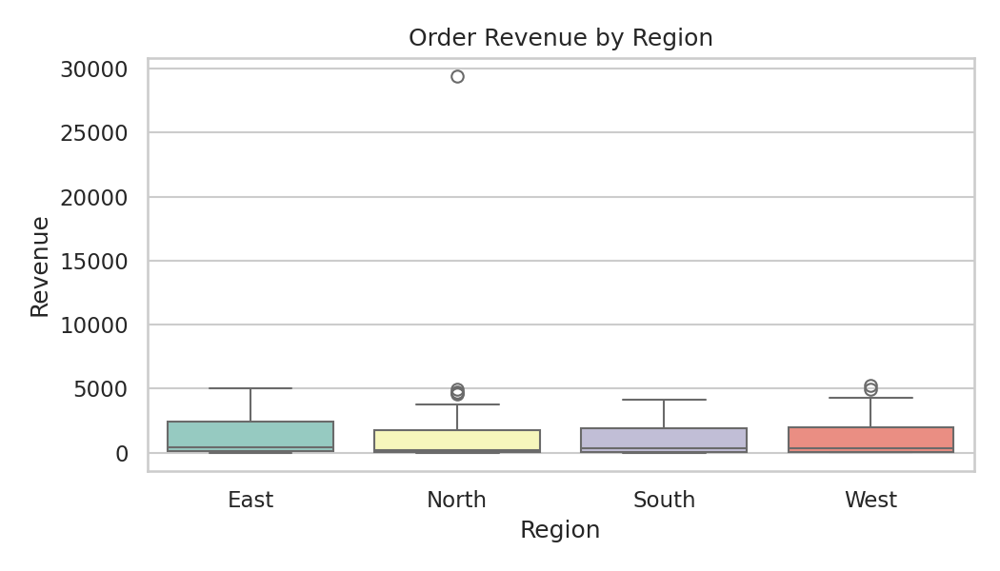 Order Revenue by Region
30000
25000
20000
15000
10000
5000
0
Revenue
East North South West
Region